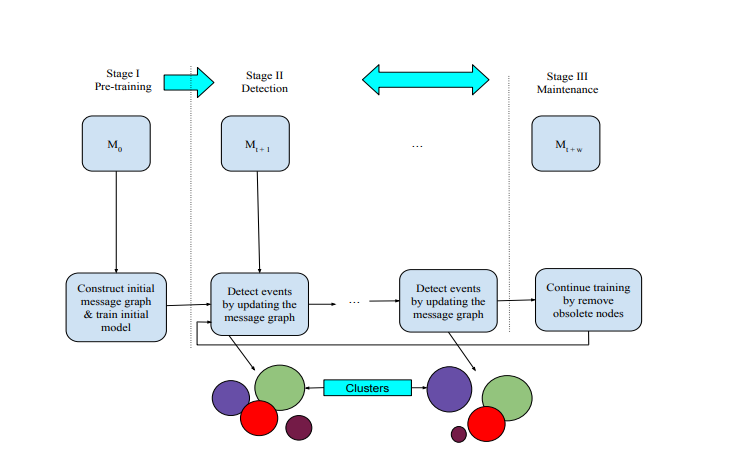 Stage I
Pre-training
Stage II
Detection
Stage III
Maintenance
M0
Mt + 1
...
Mt + w
Construct initial
message graph
& train initial
model
Detect events
by updating the
message graph
...
Detect events
by updating the
message graph
Continue training
by remove
obsolete nodes
Clusters